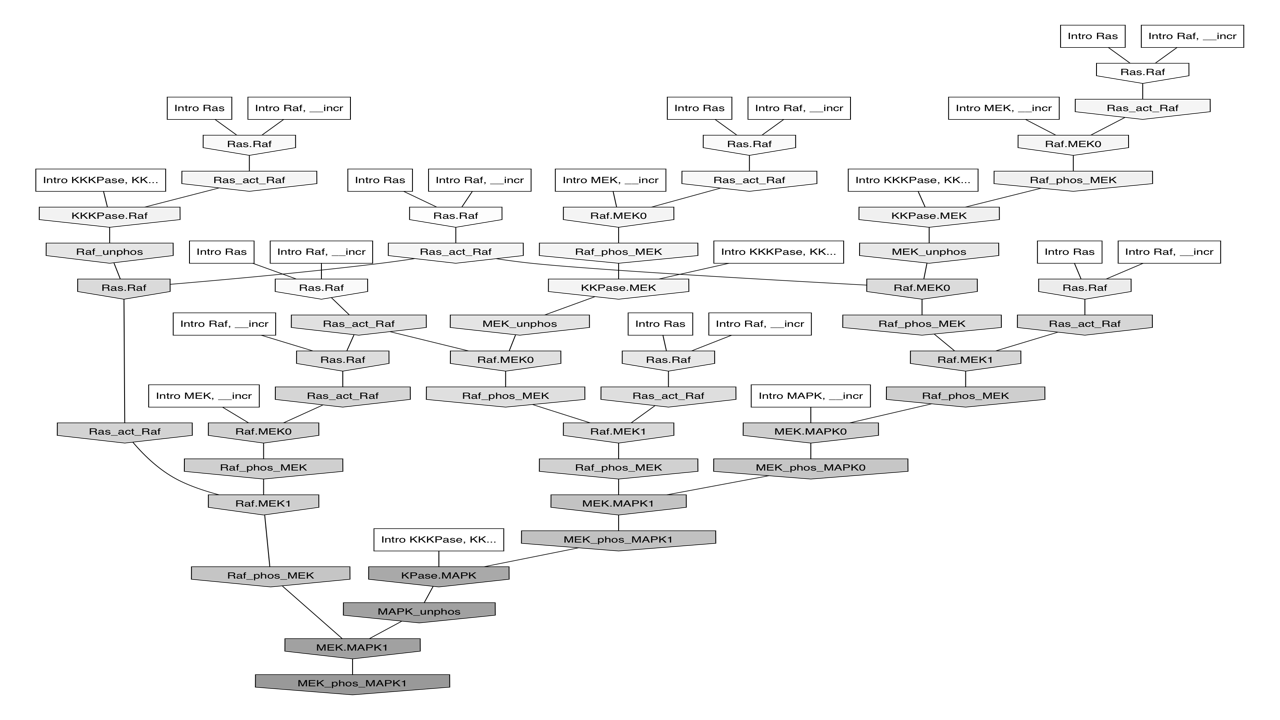 Intro Ras
Intro Raf, __incr
Ras.Raf
Intro Ras
Intro Raf, __incr
Intro Ras
Intro Raf, __incr
Intro MEK, __incr
Ras_act_Raf
Ras.Raf
Ras.Raf
Raf.MEK0
Intro KKKPase, KK...
Ras_act_Raf
Intro Ras
Intro Raf, __incr
Intro MEK, __incr
Ras_act_Raf
Intro KKKPase, KK...
Raf_phos_MEK
KKKPase.Raf
Ras.Raf
Raf.MEK0
KKPase.MEK
Raf_unphos
Intro Ras
Intro Raf, __incr
Ras_act_Raf
Raf_phos_MEK
Intro KKKPase, KK...
MEK_unphos
Intro Ras
Intro Raf, __incr
Ras.Raf
Ras.Raf
KKPase.MEK
Raf.MEK0
Ras.Raf
Intro Raf, __incr
Ras_act_Raf
MEK_unphos
Intro Ras
Intro Raf, __incr
Raf_phos_MEK
Ras_act_Raf
Ras.Raf
Raf.MEK0
Ras.Raf
Raf.MEK1
Intro MEK, __incr
Ras_act_Raf
Raf_phos_MEK
Ras_act_Raf
Intro MAPK, __incr
Raf_phos_MEK
Ras_act_Raf
Raf.MEK0
Raf.MEK1
MEK.MAPK0
Raf_phos_MEK
Raf_phos_MEK
MEK_phos_MAPK0
Raf.MEK1
MEK.MAPK1
Intro KKKPase, KK...
MEK_phos_MAPK1
Raf_phos_MEK
KPase.MAPK
MAPK_unphos
MEK.MAPK1
MEK_phos_MAPK1